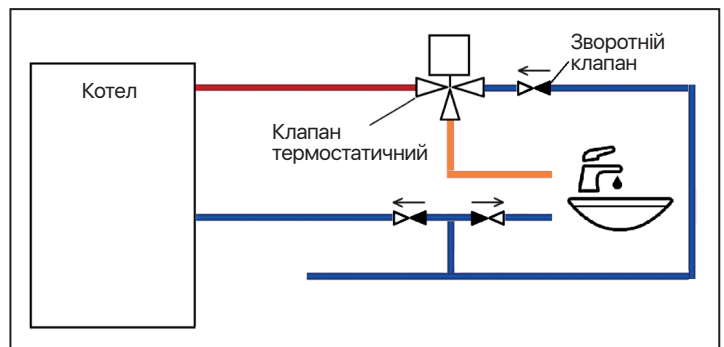 Котел
Зворотній
клапан
Клапан
термостатичний